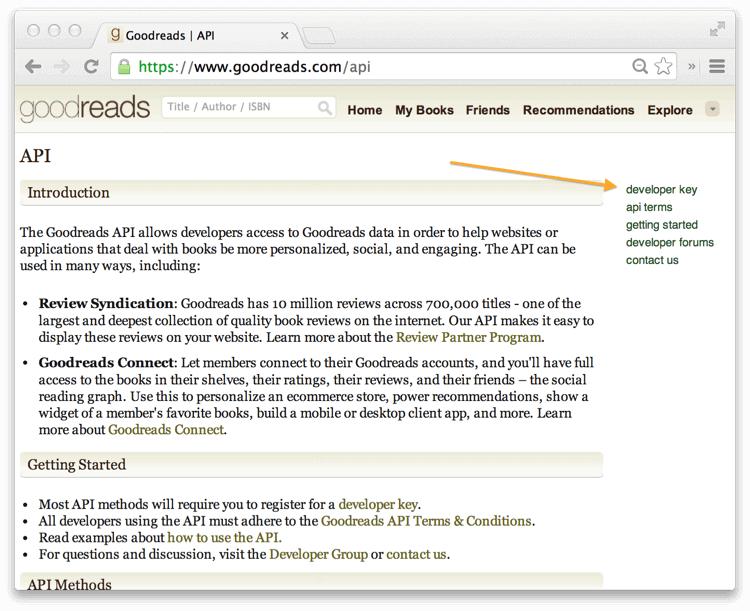 Goodreads | API
https://www.goodreads.com/api
goodreads Title / Author / ISBN Home My Books Friends Recommendations Explore
API
Introduction
developer key
api terms
getting started
developer forums
contact us
The Goodreads API allows developers access to Goodreads data in order to help websites or
applications that deal with books be more personalized, social, and engaging. The API can be
used in many ways, including:
• Review Syndication: Goodreads has 10 million reviews across 700,000 titles - one of the
largest and deepest collection of quality book reviews on the internet. Our API makes it easy to
display these reviews on your website. Learn more about the Review Partner Program.
• Goodreads Connect: Let members connect to their Goodreads accounts, and you'll have full
access to the books in their shelves, their ratings, their reviews, and their friends – the social
reading graph. Use this to personalize an ecommerce store, power recommendations, show a
widget of a member's favorite books, build a mobile or desktop client app, and more. Learn
more about Goodreads Connect.
Getting Started
• Most API methods will require you to register for a developer key.
• All developers using the API must adhere to the Goodreads API Terms & Conditions.
• Read examples about how to use the API.
• For questions and discussion, visit the Developer Group or contact us.
API Methods